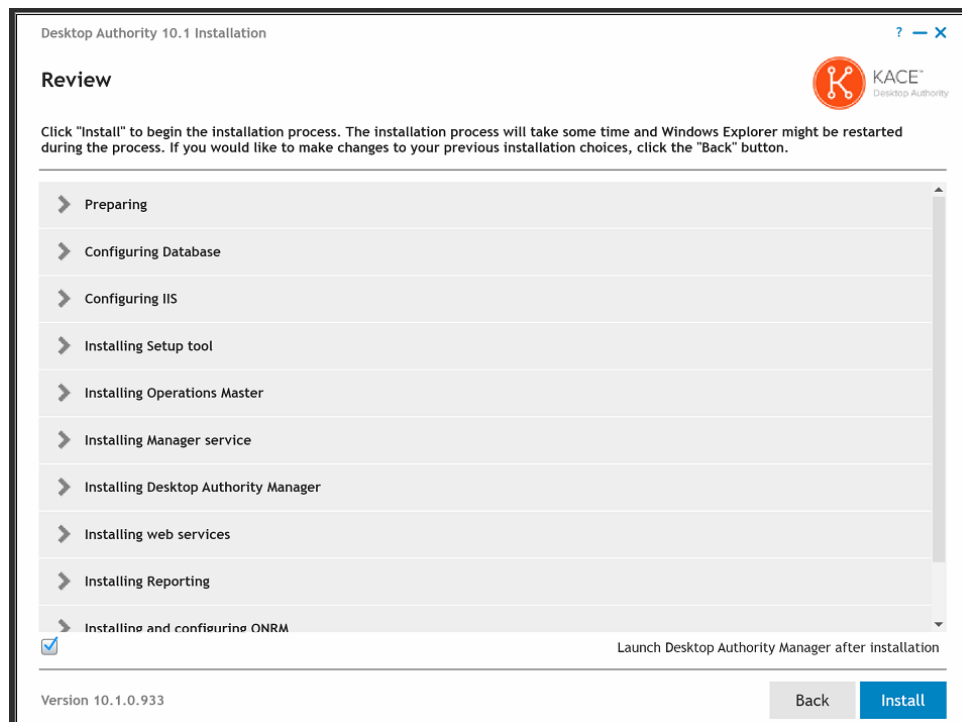 Desktop Authority 10.1 Installation
?
Review
K
KACE™
Desktop Authority
Click "Install" to begin the installation process. The installation process will take some time and Windows Explorer might be restarted
during the process. If you would like to make changes to your previous installation choices, click the "Back" button.
Preparing
Configuring Database
Configuring IIS
Installing Setup tool
Installing Operations Master
Installing Manager service
Installing Desktop Authority Manager
Installing web services
Installing Reporting
Installing and configuring ONRM
Launch Desktop Authority Manager after installation
Version 10.1.0.933
Back
Install